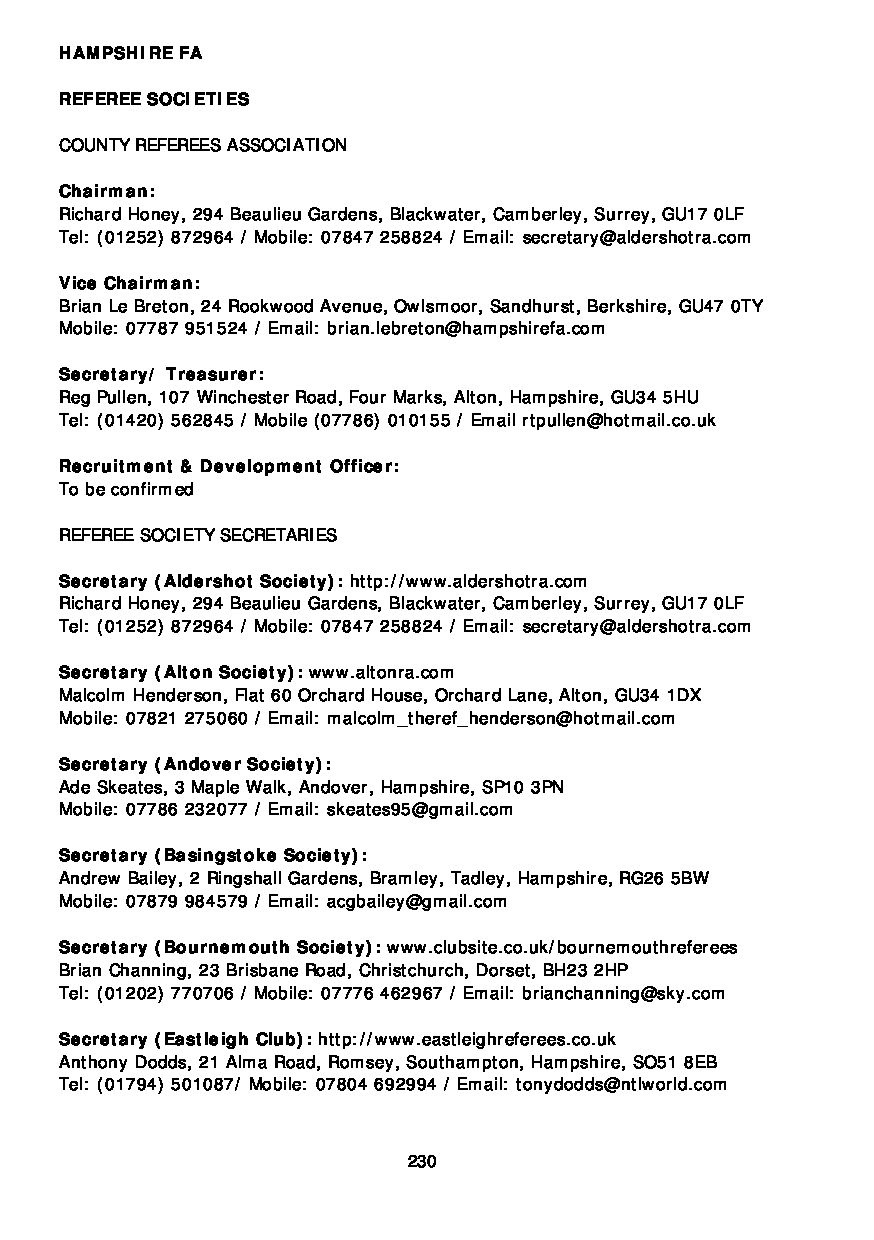 HAMPSHIRE FA
REFEREE SOCIETIES
COUNTY REFEREES ASSOCIATION
Chairman:
Richard Honey, 294 Beaulieu Gardens, Blackwater, Camberley, Surrey, GU17 0LF
Tel: (01252) 872964 / Mobile: 07847 258824 / Email: secretary@aldershotra.com
Vice Chairman:
Brian Le Breton, 24 Rookwood Avenue, Owlsmoor, Sandhurst, Berkshire, GU47 0TY
Mobile: 07787 951524 / Email: brian.lebreton@hampshirefa.com
Secretary/ Treasurer:
Reg Pullen, 107 Winchester Road, Four Marks, Alton, Hampshire, GU34 5HU
Tel: (01420) 562845 / Mobile (07786) 010155 / Email rtpullen@hotmail.co.uk
Recruitment & Development Officer:
To be confirmed
REFEREE SOCIETY SECRETARIES
Secretary (Aldershot Society): http://www.aldershotra.com
Richard Honey, 294 Beaulieu Gardens, Blackwater, Camberley, Surrey, GU17 0LF
Tel: (01252) 872964 / Mobile: 07847 258824 / Email: secretary@aldershotra.com
Secretary (Alton Society): www.altonra.com
Malcolm Henderson, Flat 60 Orchard House, Orchard Lane, Alton, GU34 1DX
Mobile: 07821 275060 / Email: malcolm_theref_henderson@hotmail.com
Secretary (Andover Society):
Ade Skeates, 3 Maple Walk, Andover, Hampshire, SP10 3PN
Mobile: 07786 232077 / Email: skeates95@gmail.com
Secretary (Basingstoke Society):
Andrew Bailey, 2 Ringshall Gardens, Bramley, Tadley, Hampshire, RG26 5BW
Mobile: 07879 984579 / Email: acgbailey@gmail.com
Secretary (Bournemouth Society): www.clubsite.co.uk/bournemouthreferees
Brian Channing, 23 Brisbane Road, Christchurch, Dorset, BH23 2HP
Tel: (01202) 770706 / Mobile: 07776 462967 / Email: brianchanning@sky.com
Secretary (Eastleigh Club): http://www.eastleighreferees.co.uk
Anthony Dodds, 21 Alma Road, Romsey, Southampton, Hampshire, SO51 8EB
Tel: (01794) 501087/ Mobile: 07804 692994 / Email: tonydodds@ntlworld.com
230